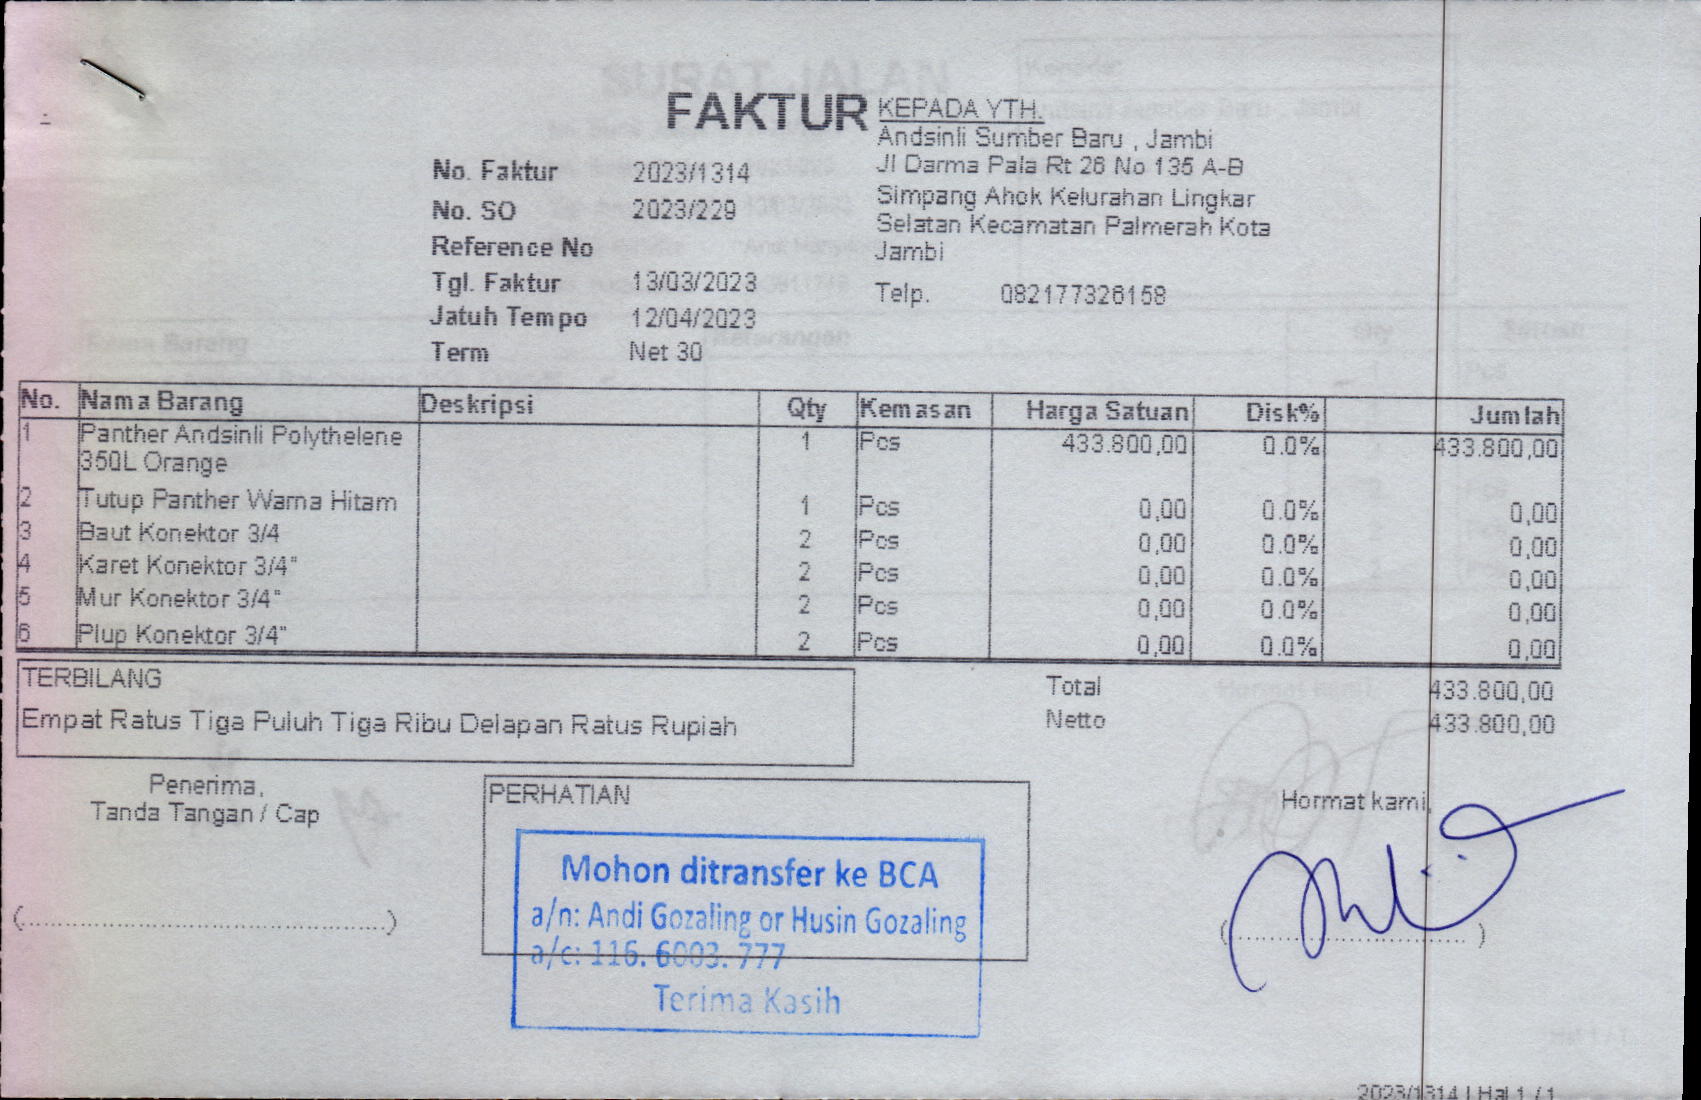 FAKTUR
KEPADA YTH.
Andsinli Sumber Baru , Jambi
Jl Darma Pala Rt 26 No 135 A-B
Simpang Ahok Kelurahan Lingkar
Selatan Kecamatan Palmerah Kota
Jambi
Telp. 082177326158
No. Faktur 2023/1314
No. SO 2023/229
Reference No
Tgl. Faktur 13/03/2023
Jatuh Tempo 12/04/2023
Term Net 30
No. Nama Barang Deskripsi Qty Kemasan Harga Satuan Disk% Jumlah
1 Panther Andsinli Polythelene 1 Pcs 433.800,00 0.0% 433.800,00
350L Orange
2 Tutup Panther Warna Hitam 1 Pcs 0,00 0.0% 0,00
3 Baut Konektor 3/4 2 Pcs 0,00 0.0% 0,00
4 Karet Konektor 3/4" 2 Pcs 0,00 0.0% 0,00
5 Mur Konektor 3/4" 2 Pcs 0,00 0.0% 0,00
6 Plup Konektor 3/4" 2 Pcs 0,00 0.0% 0,00
TERBILANG
Empat Ratus Tiga Puluh Tiga Ribu Delapan Ratus Rupiah
Total 433.800,00
Netto 433.800,00
Penerima,
Tanda Tangan / Cap
(................................................)
PERHATIAN
Mohon ditransfer ke BCA
a/n: Andi Gozaling or Husin Gozaling
a/c: 116. 6003. 777
Terima Kasih
Hormat kami,
(................................)
2023/1314 | Hal 1 / 1